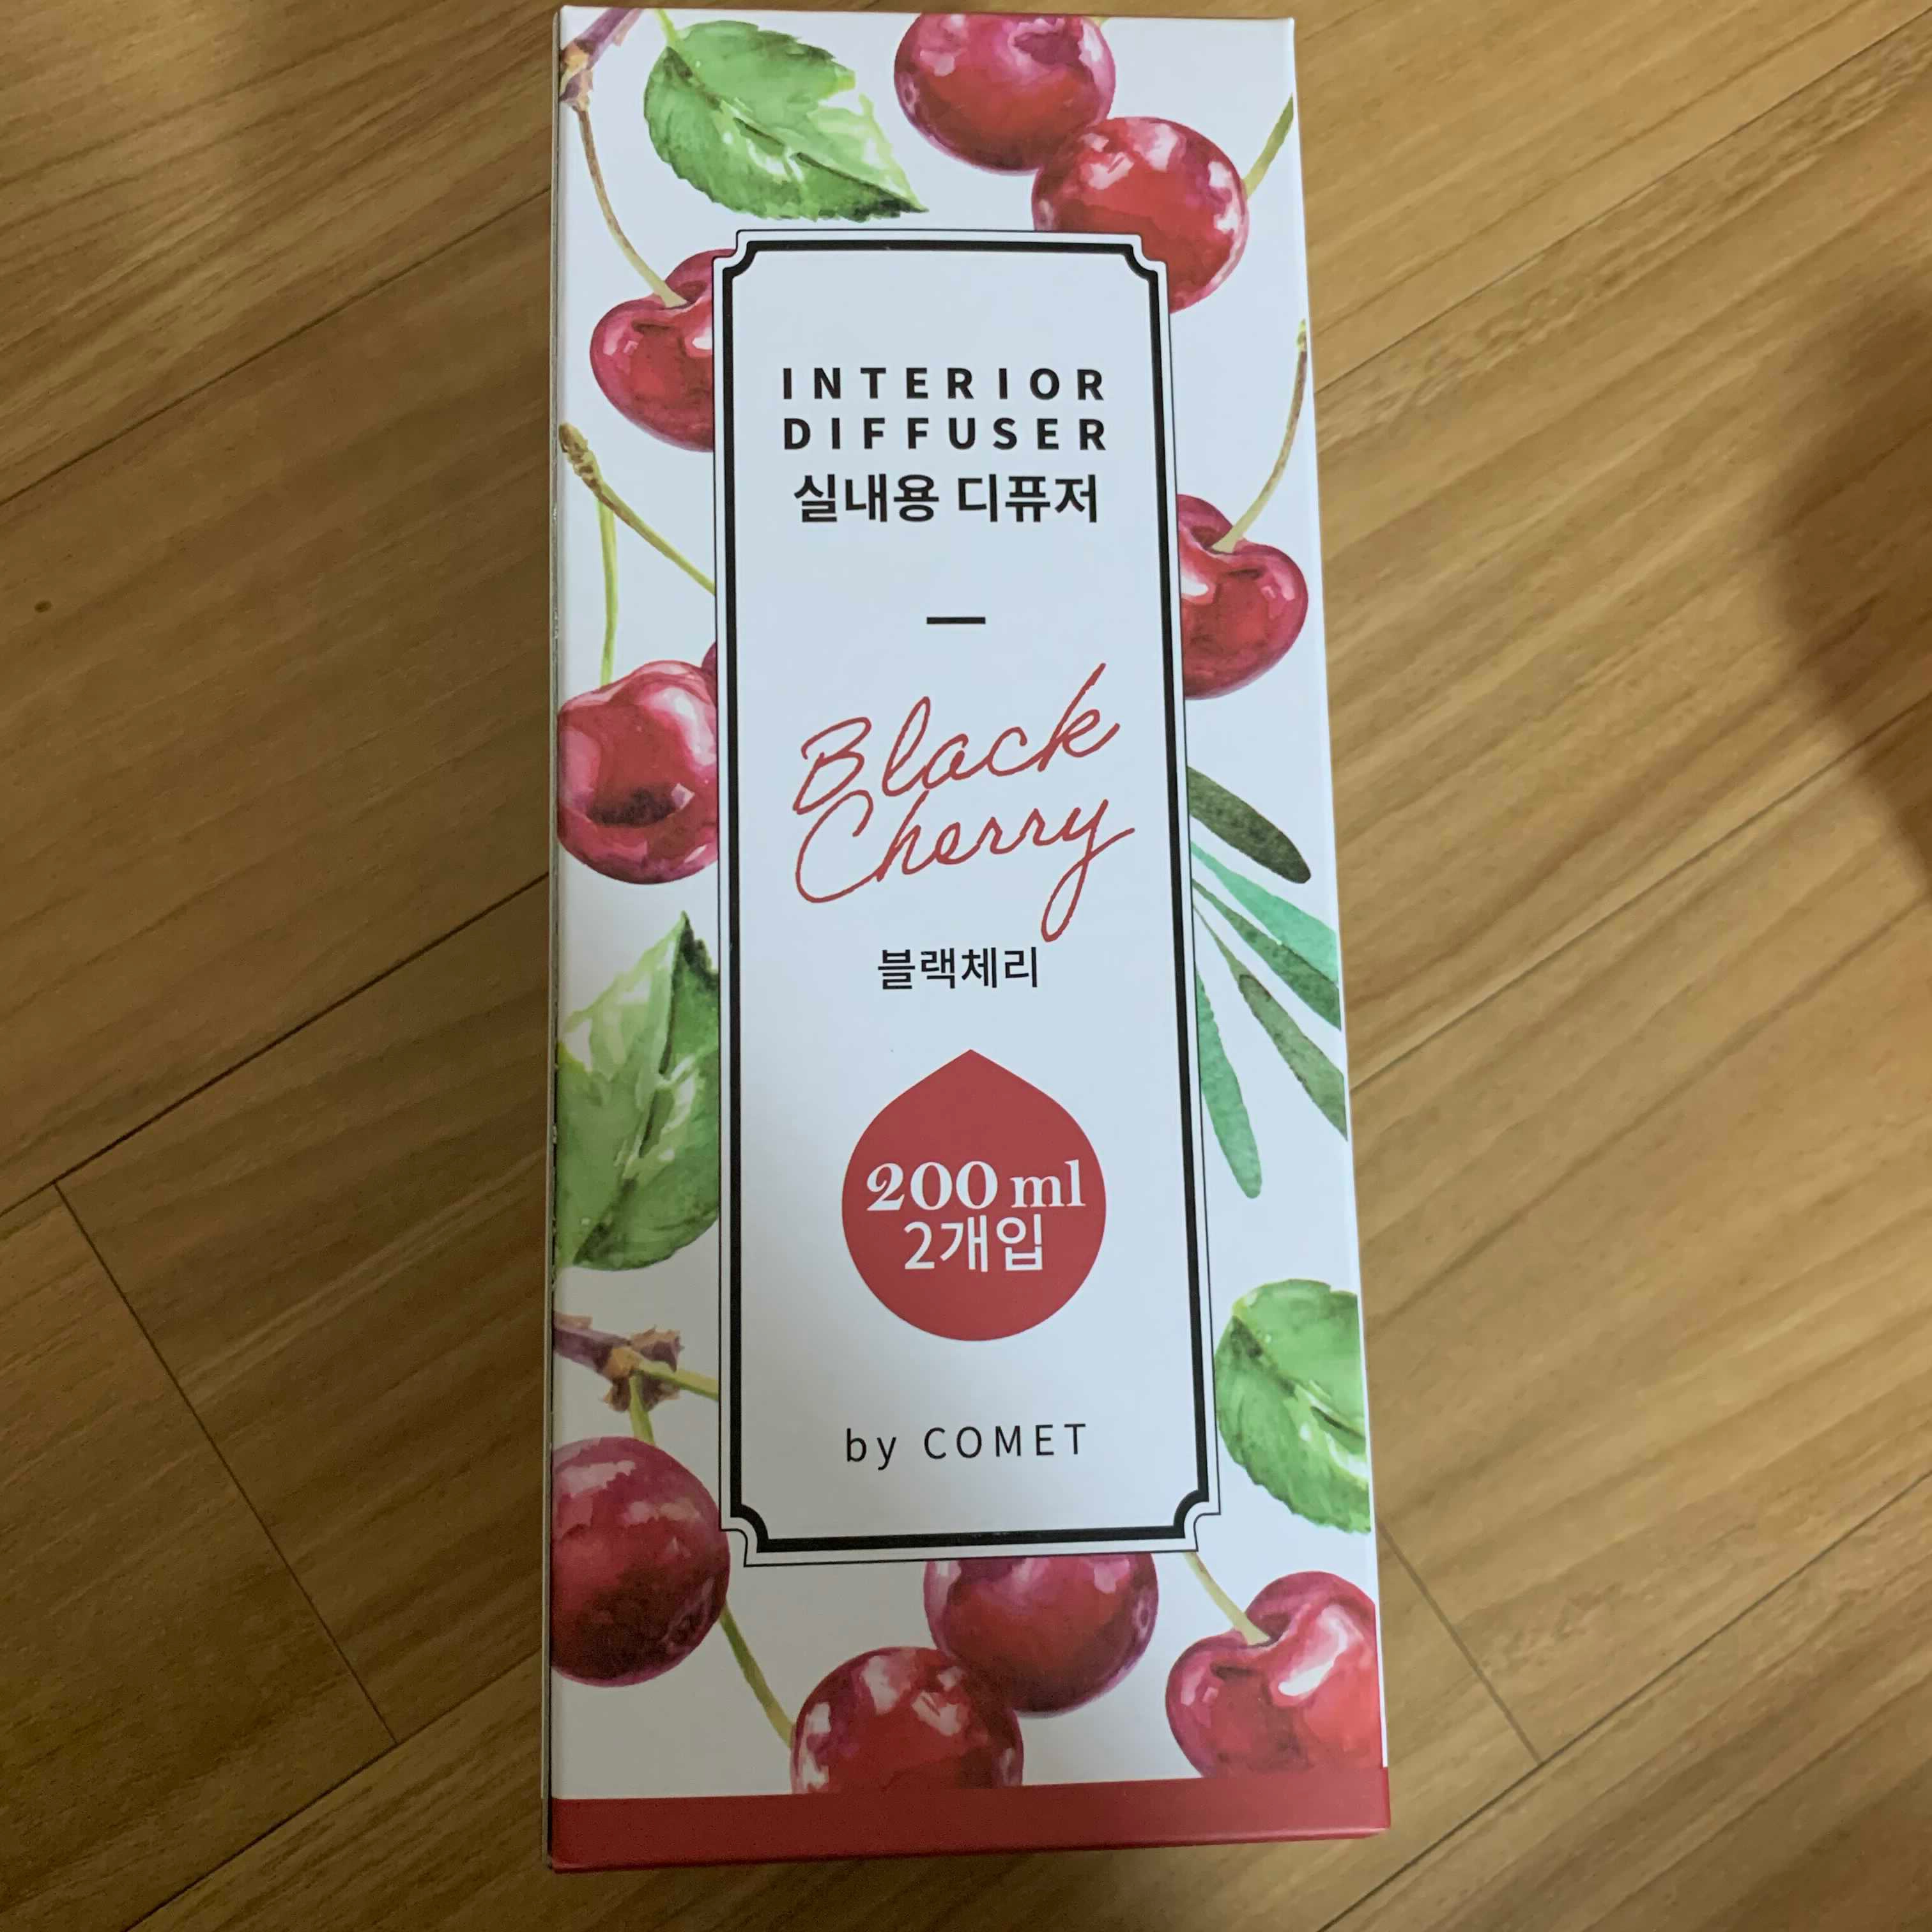 INTERIOR
DIFFUSER
실내용 디퓨저
Black
Cherry
블랙체리
200 ml
2개입
by COMET